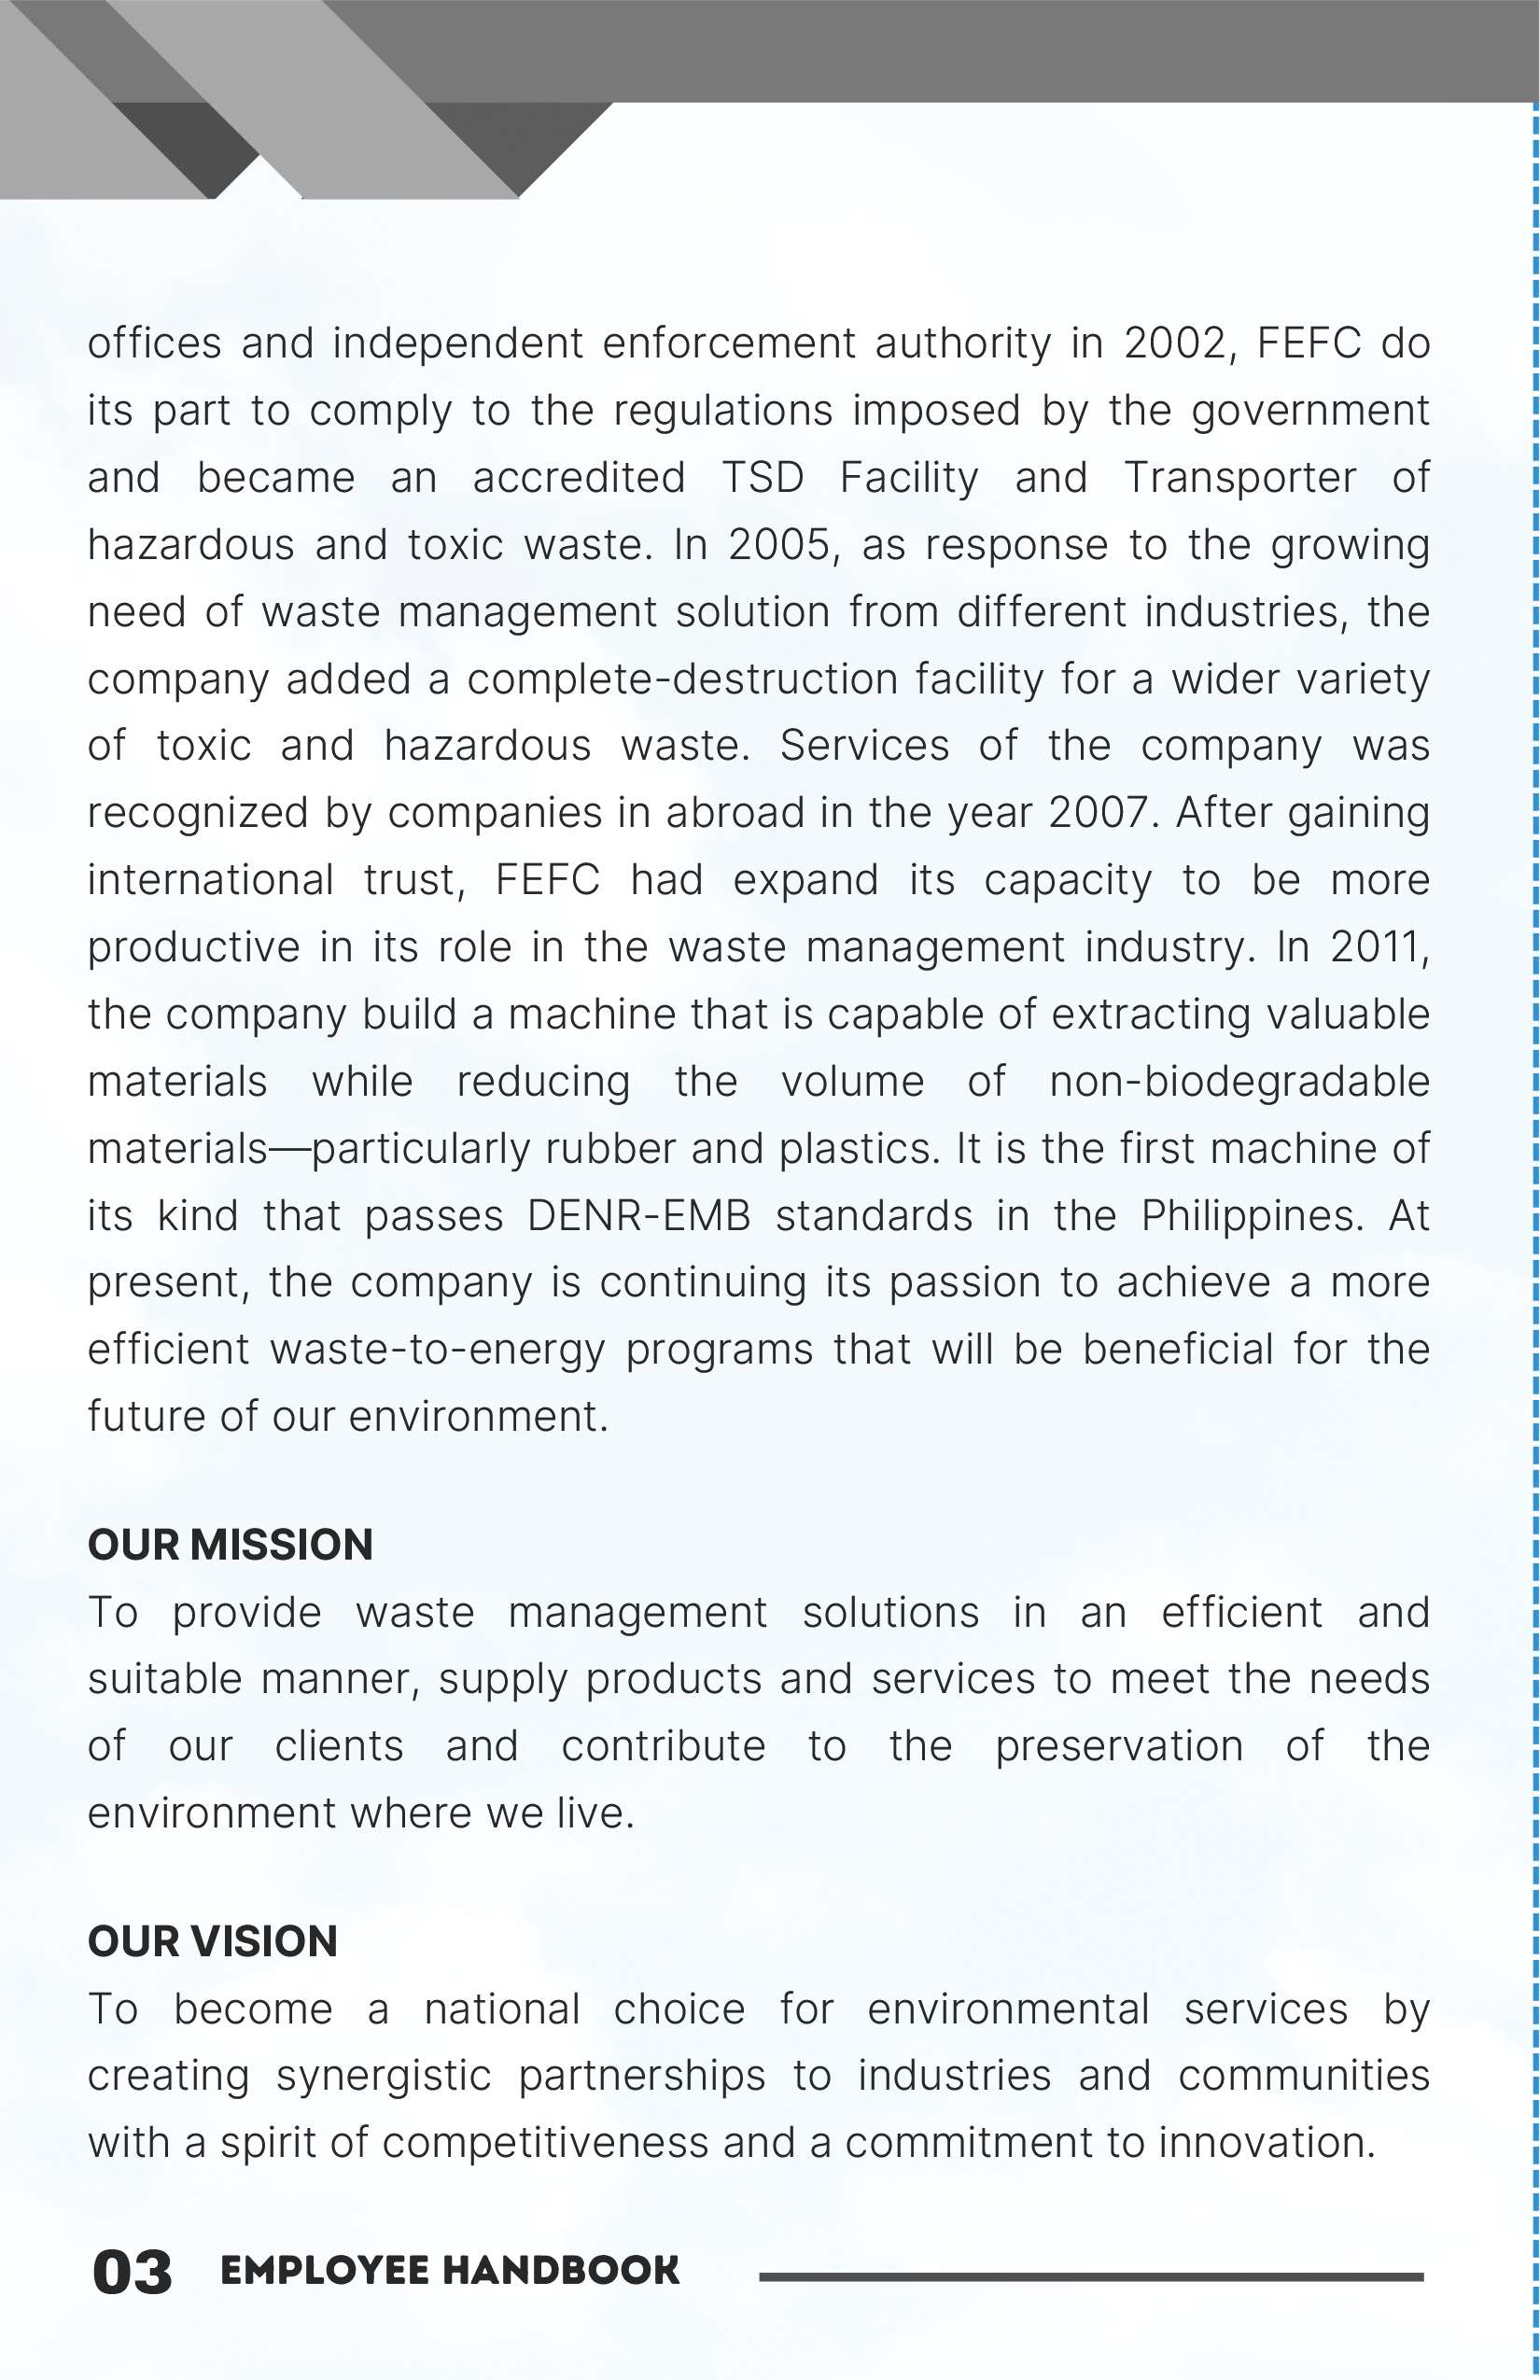 offices and independent enforcement authority in 2002, FEFC do
its part to comply to the regulations imposed by the government
and became an accredited TSD Facility and Transporter of
hazardous and toxic waste. In 2005, as response to the growing
need of waste management solution from different industries, the
company added a complete-destruction facility for a wider variety
of toxic and hazardous waste. Services of the company was
recognized by companies in abroad in the year 2007. After gaining
international trust, FEFC had expand its capacity to be more
productive in its role in the waste management industry. In 2011,
the company build a machine that is capable of extracting valuable
materials while reducing the volume of non-biodegradable
materials—particularly rubber and plastics. It is the first machine of
its kind that passes DENR-EMB standards in the Philippines. At
present, the company is continuing its passion to achieve a more
efficient waste-to-energy programs that will be beneficial for the
future of our environment.
OUR MISSION
To provide waste management solutions in an efficient and
suitable manner, supply products and services to meet the needs
of our clients and contribute to the preservation of the
environment where we live.
OUR VISION
To become a national choice for environmental services by
creating synergistic partnerships to industries and communities
with a spirit of competitiveness and a commitment to innovation.
03 EMPLOYEE HANDBOOK